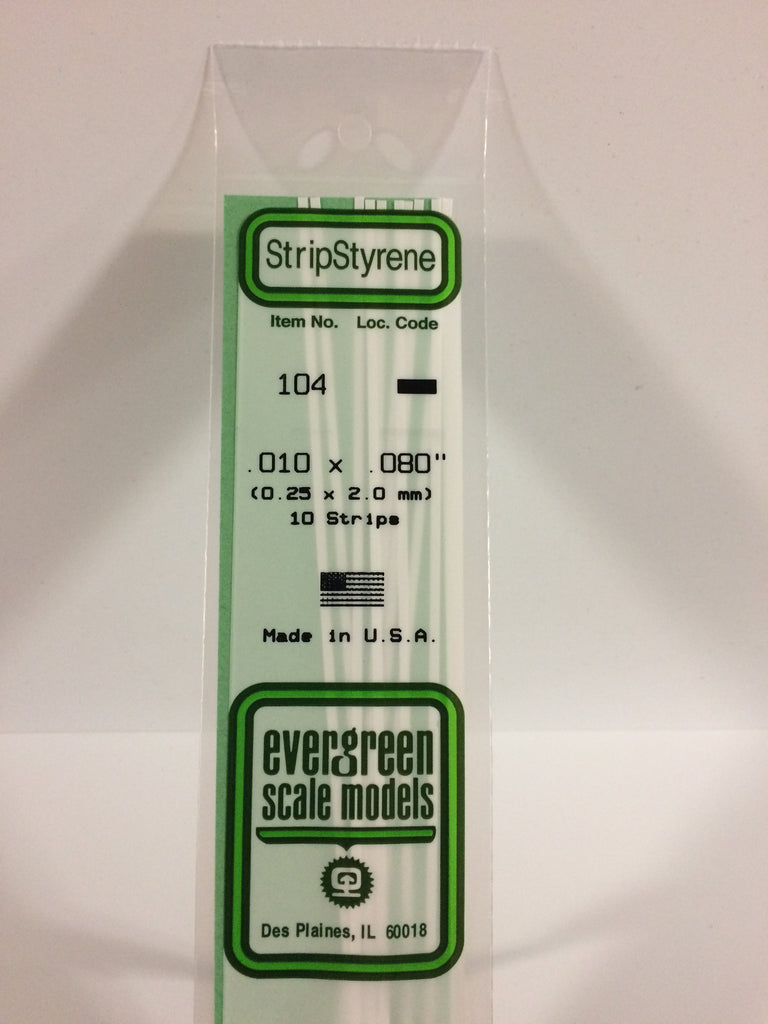 StripStyrene
Item No. Loc. Code
104
.010 x .080"
(0.25 x 2.0 mm)
10 Strips
Made in U.S.A.
evergreen
scale models
Des Plaines, IL 60018